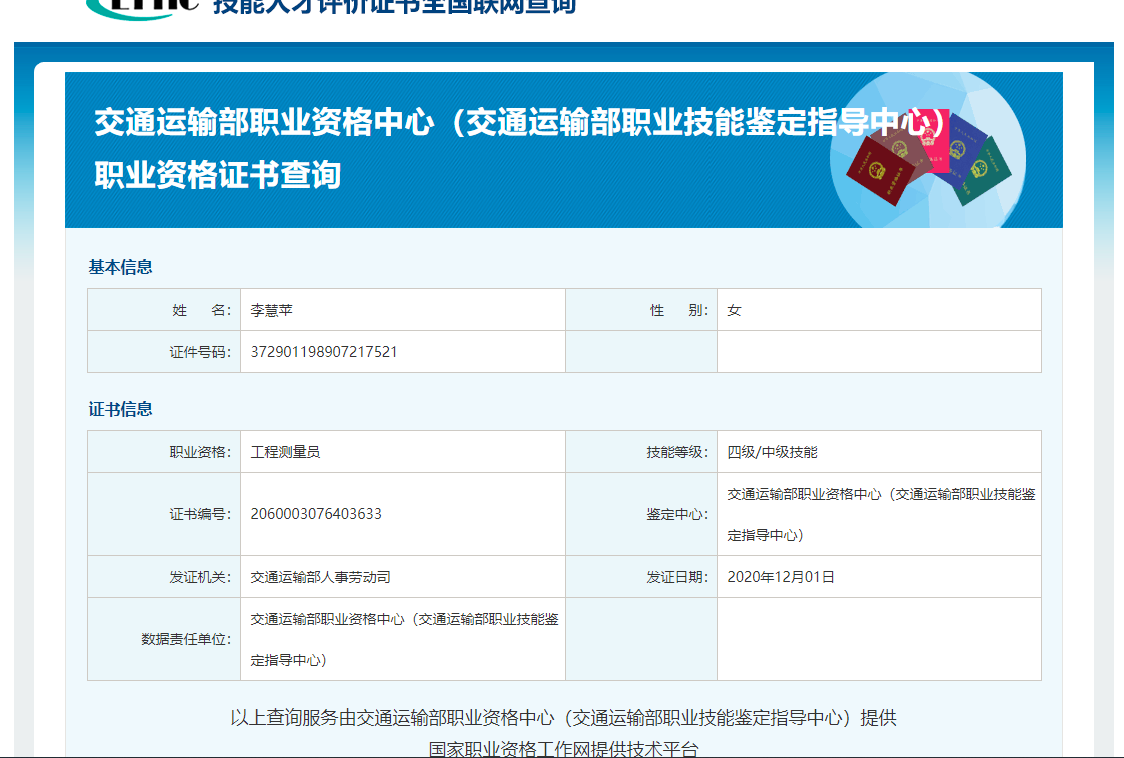 技能人才评价证书全国联网查询
交通运输部职业资格中心（交通运输部职业技能鉴定指导中心）
职业资格证书查询
基本信息
姓 名： 李慧苹 性 别： 女
证件号码： 372901198907217521
证书信息
职业资格： 工程测量员 技能等级： 四级/中级技能
证书编号： 2060003076403633 鉴定中心： 交通运输部职业资格中心（交通运输部职业技能鉴
定指导中心）
发证机关： 交通运输部人事劳动司 发证日期： 2020年12月01日
数据责任单位： 交通运输部职业资格中心（交通运输部职业技能鉴
定指导中心）
以上查询服务由交通运输部职业资格中心（交通运输部职业技能鉴定指导中心）提供
国家职业资格工作网提供技术平台